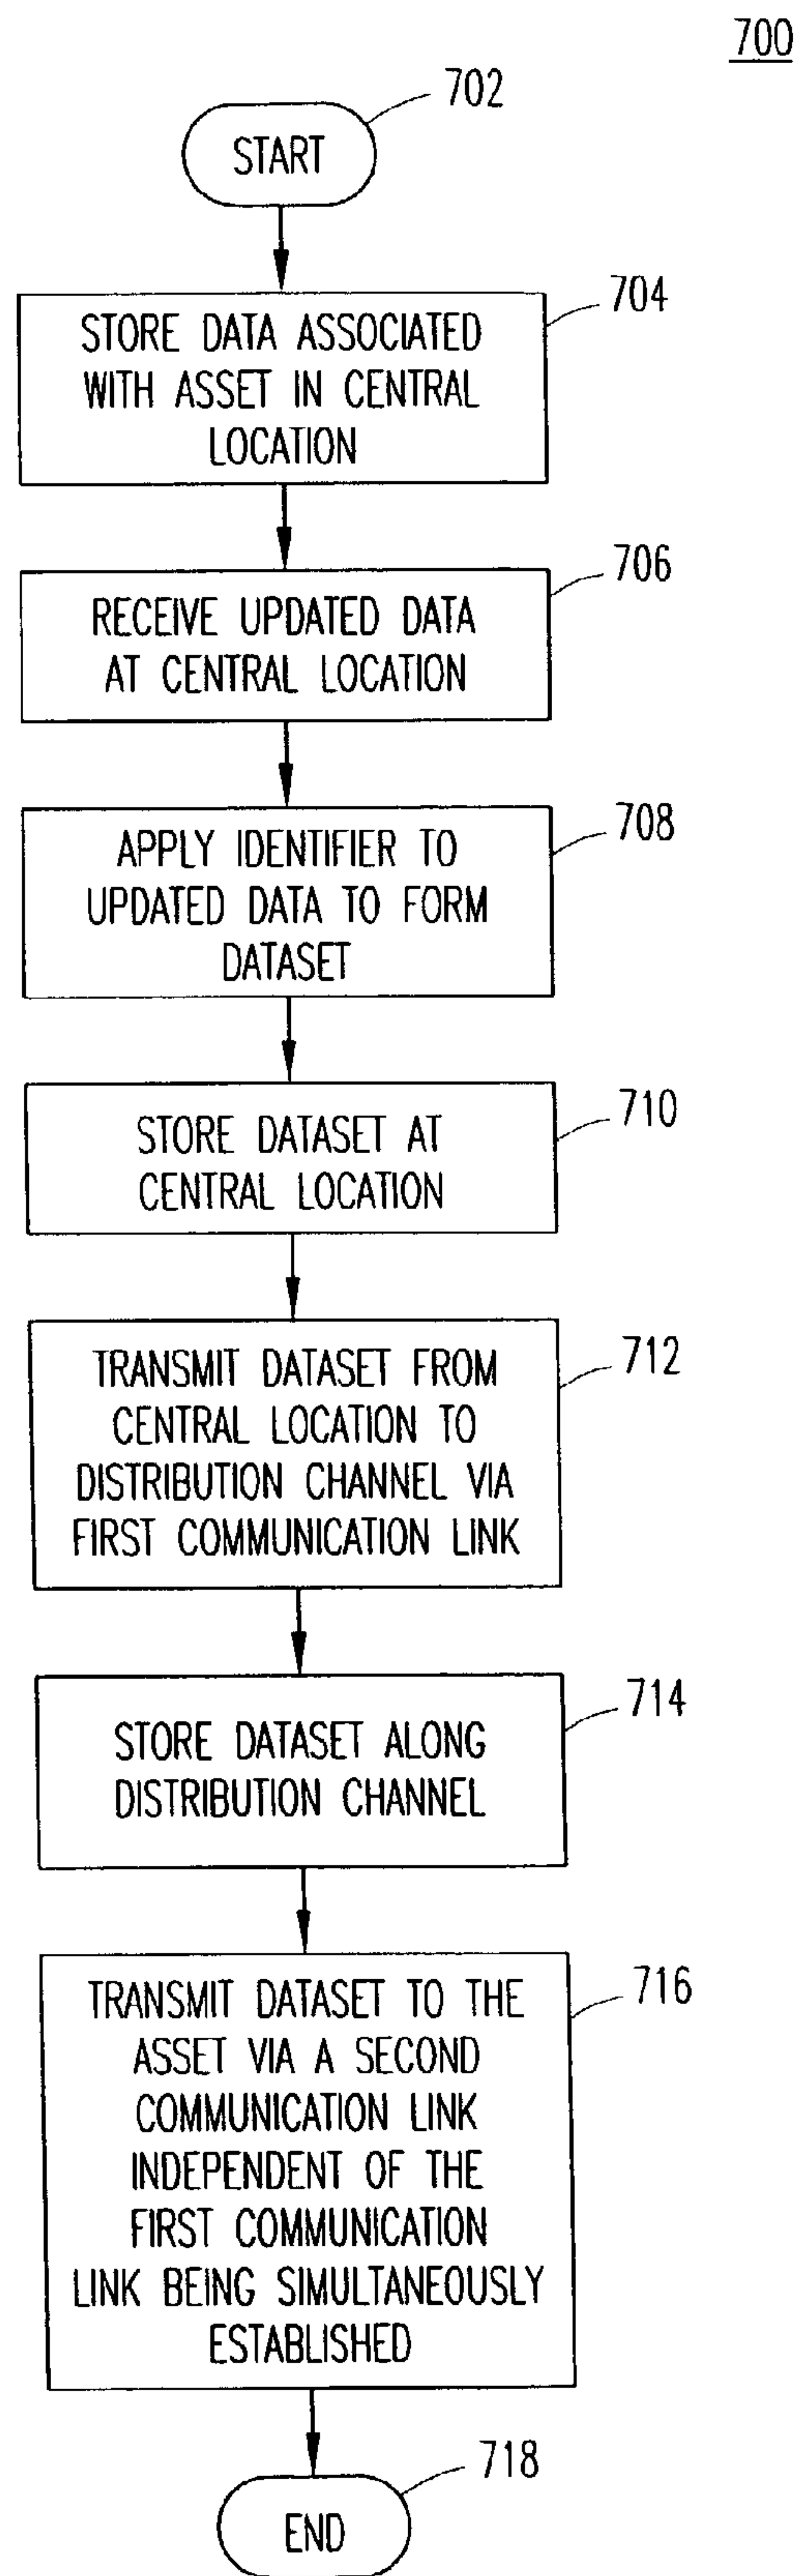 700
702
START
704
STORE DATA ASSOCIATED
WITH ASSET IN CENTRAL
LOCATION
706
RECEIVE UPDATED DATA
AT CENTRAL LOCATION
708
APPLY IDENTIFIER TO
UPDATED DATA TO FORM
DATASET
710
STORE DATASET AT
CENTRAL LOCATION
712
TRANSMIT DATASET FROM
CENTRAL LOCATION TO
DISTRIBUTION CHANNEL VIA
FIRST COMMUNICATION LINK
714
STORE DATASET ALONG
DISTRIBUTION CHANNEL
716
TRANSMIT DATASET TO THE
ASSET VIA A SECOND
COMMUNICATION LINK
INDEPENDENT OF THE
FIRST COMMUNICATION
LINK BEING SIMULTANEOUSLY
ESTABLISHED
718
END